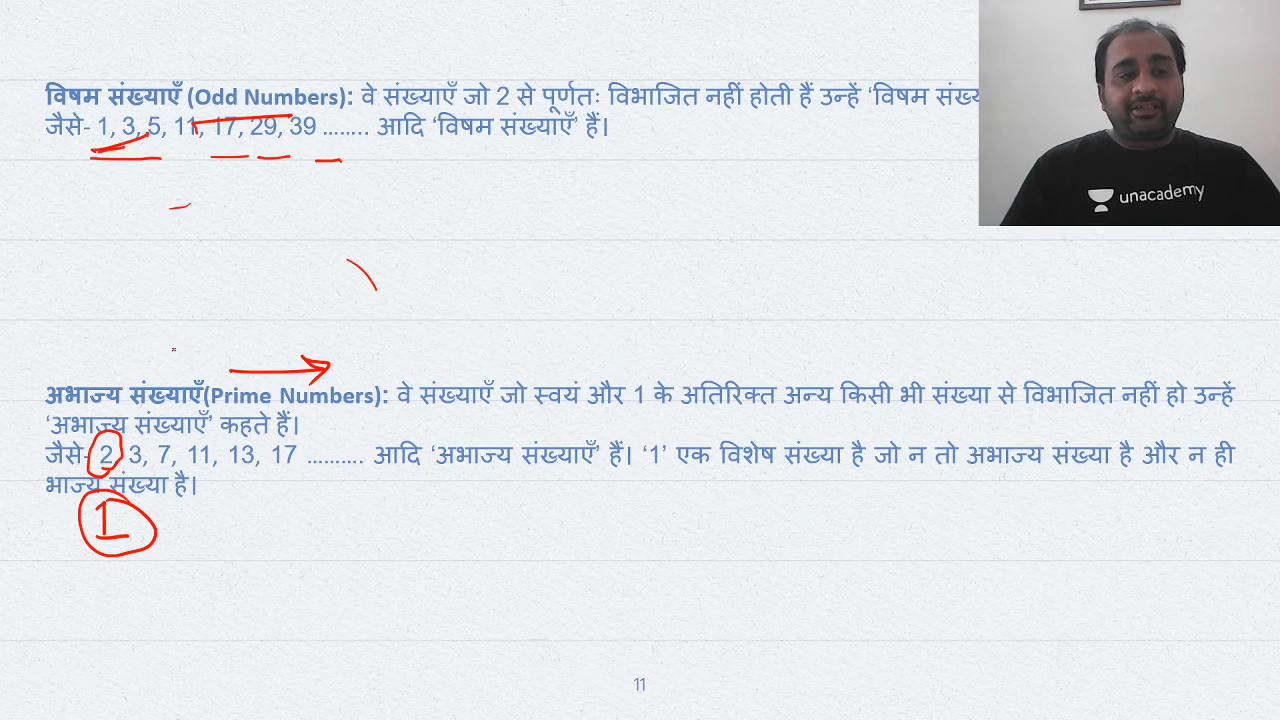 विषम संख्याएँ (Odd Numbers): वे संख्याएँ जो 2 से पूर्णतः विभाजित नहीं होती हैं उन्हें ‘विषम
जैसे- 1, 3, 5, 11, 17, 29, 39 …….. आदि ‘विषम संख्याएँ’ हैं।
unacademy
अभाज्य संख्याएँ(Prime Numbers): वे संख्याएँ जो स्वयं और 1 के अतिरिक्त अन्य किसी भी संख्या से विभाजित नहीं हो उन्हें
‘अभाज्य संख्याएँ’ कहते हैं।
जैसे- 2, 3, 7, 11, 13, 17 ………. आदि ‘अभाज्य संख्याएँ’ हैं। ‘1’ एक विशेष संख्या है जो न तो अभाज्य संख्या है और न ही
भाज्य संख्या है।
1
11